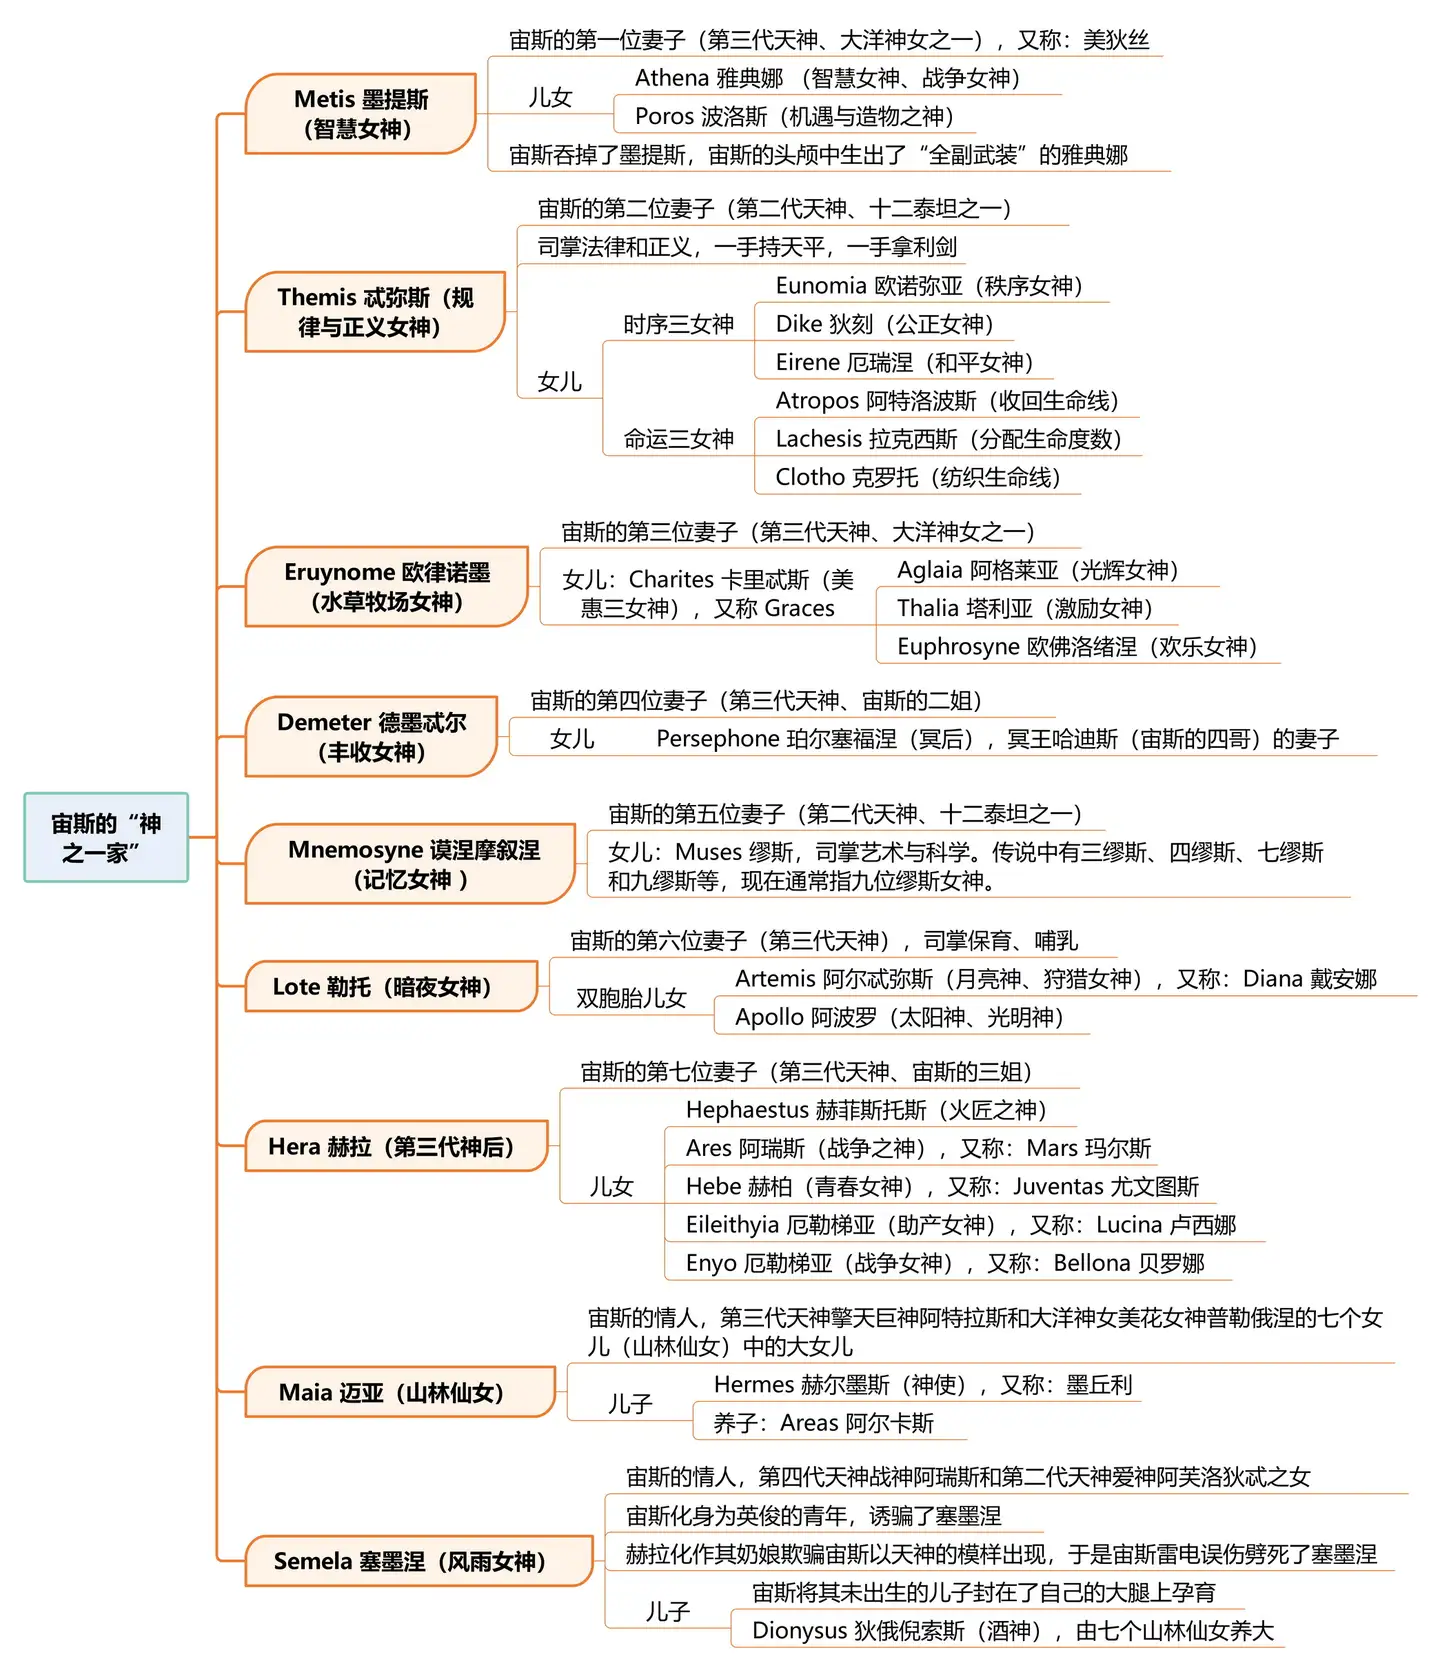 宙斯的“神
之一家”
Metis 墨提斯
（智慧女神）
宙斯的第一位妻子（第三代天神、大洋神女之一），又称：美狄丝
儿女
Athena 雅典娜 （智慧女神、战争女神）
Poros 波洛斯（机遇与造物之神）
宙斯吞掉了墨提斯，宙斯的头颅中生出了“全副武装”的雅典娜
Themis 忒弥斯（规
律与正义女神）
宙斯的第二位妻子（第二代天神、十二泰坦之一）
司掌法律和正义，一手持天平，一手拿利剑
女儿
时序三女神
Eunomia 欧诺弥亚（秩序女神）
Dike 狄刻（公正女神）
Eirene 厄瑞涅（和平女神）
命运三女神
Atropos 阿特洛波斯（收回生命线）
Lachesis 拉克西斯（分配生命度数）
Clotho 克罗托（纺织生命线）
Eruynome 欧律诺墨
（水草牧场女神）
宙斯的第三位妻子（第三代天神、大洋神女之一）
女儿：Charites 卡里忒斯（美
惠三女神），又称 Graces
Aglaia 阿格莱亚（光辉女神）
Thalia 塔利亚（激励女神）
Euphrosyne 欧佛洛绪涅（欢乐女神）
Demeter 德墨忒尔
（丰收女神）
宙斯的第四位妻子（第三代天神、宙斯的二姐）
女儿
Persephone 珀尔塞福涅（冥后），冥王哈迪斯（宙斯的四哥）的妻子
Mnemosyne 谟涅摩叙涅
（记忆女神 ）
宙斯的第五位妻子（第二代天神、十二泰坦之一）
女儿：Muses 缪斯，司掌艺术与科学。传说中有三缪斯、四缪斯、七缪斯
和九缪斯等，现在通常指九位缪斯女神。
Lote 勒托（暗夜女神）
宙斯的第六位妻子（第三代天神），司掌保育、哺乳
双胞胎儿女
Artemis 阿尔忒弥斯（月亮神、狩猎女神），又称：Diana 戴安娜
Apollo 阿波罗（太阳神、光明神）
Hera 赫拉（第三代神后）
宙斯的第七位妻子（第三代天神、宙斯的三姐）
儿女
Hephaestus 赫菲斯托斯（火匠之神）
Ares 阿瑞斯（战争之神），又称：Mars 玛尔斯
Hebe 赫柏（青春女神），又称：Juventas 尤文图斯
Eileithyia 厄勒梯亚（助产女神），又称：Lucina 卢西娜
Enyo 厄勒梯亚（战争女神），又称：Bellona 贝罗娜
Maia 迈亚（山林仙女）
宙斯的情人，第三代天神擎天巨神阿特拉斯和大洋神女美花女神普勒俄涅的七个女
儿（山林仙女）中的大女儿
儿子
Hermes 赫尔墨斯（神使），又称：墨丘利
养子：Areas 阿尔卡斯
Semela 塞墨涅（风雨女神）
宙斯的情人，第四代天神战神阿瑞斯和第二代天神爱神阿芙洛狄忒之女
宙斯化身为英俊的青年，诱骗了塞墨涅
赫拉化作其奶娘欺骗宙斯以天神的模样出现，于是宙斯雷电误伤劈死了塞墨涅
儿子
宙斯将其未出生的儿子封在了自己的大腿上孕育
Dionysus 狄俄倪索斯（酒神），由七个山林仙女养大